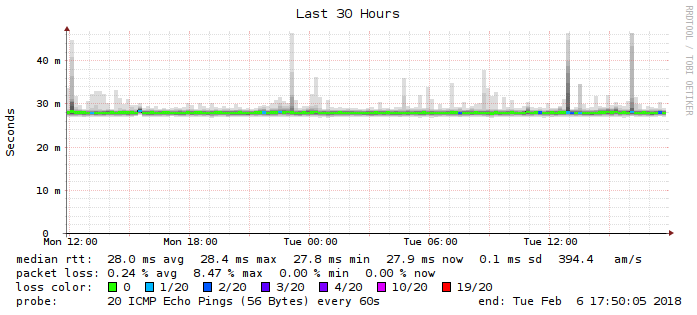 Last 30 Hours
RRDTOOL / TOBI OETIKER
Seconds
40 m
30 m
20 m
10 m
0
Mon 12:00 Mon 18:00 Tue 00:00 Tue 06:00 Tue 12:00
median rtt: 28.0 ms avg 28.4 ms max 27.8 ms min 27.9 ms now 0.1 ms sd 394.4 am/s
packet loss: 0.24 % avg 8.47 % max 0.00 % min 0.00 % now
loss color: 0 1/20 2/20 3/20 4/20 10/20 19/20
probe: 20 ICMP Echo Pings (56 Bytes) every 60s end: Tue Feb 6 17:50:05 2018